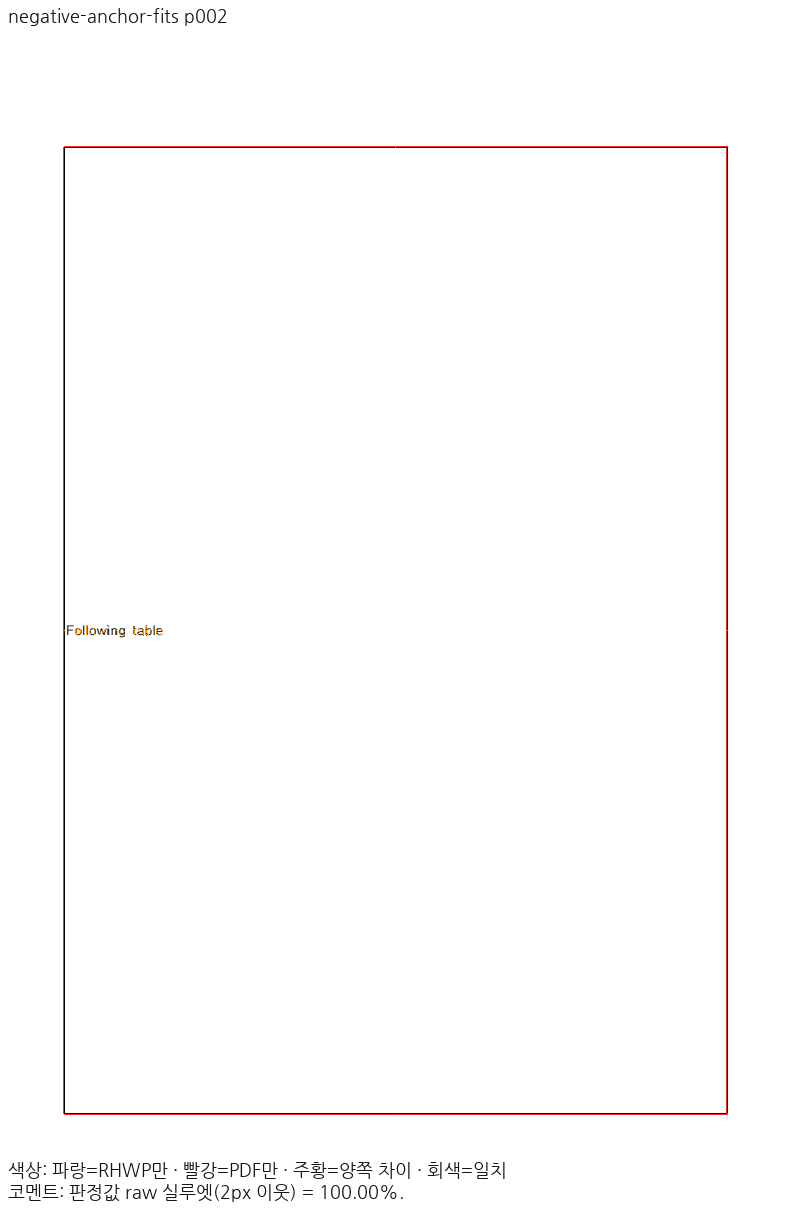 negative-anchor-fits p002
Following table
색상: 파랑=RHWP만 · 빨강=PDF만 · 주황=양쪽 차이 · 회색=일치
코멘트: 판정값 raw 실루엣(2px 이웃) = 100.00%.